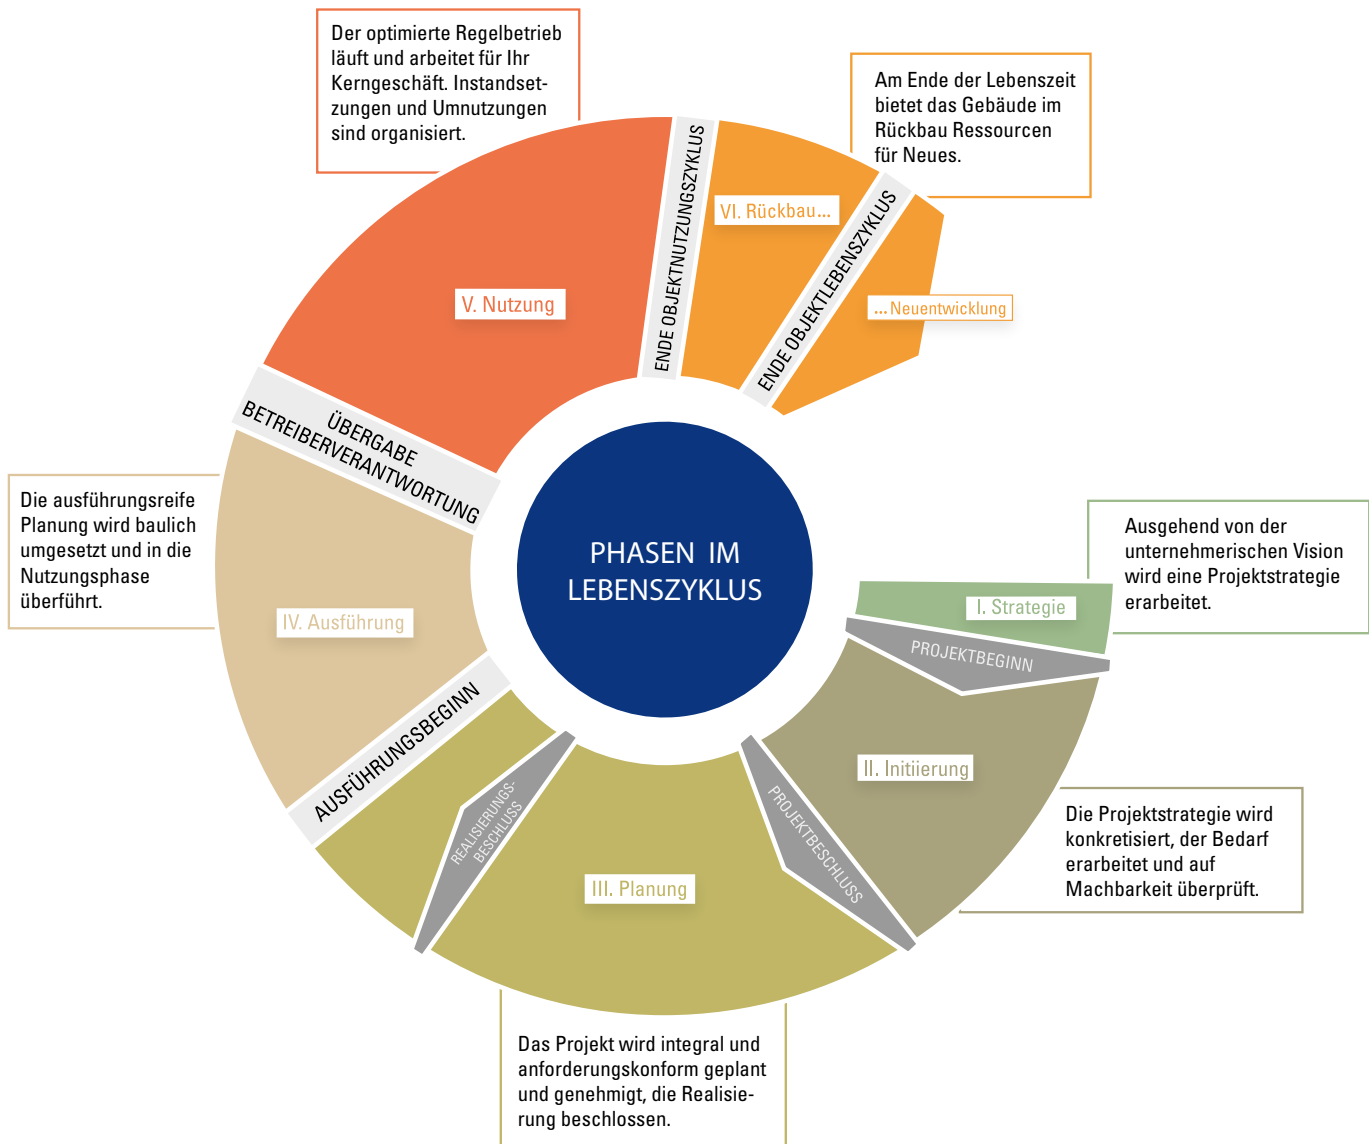 Der optimierte Regelbetrieb
läuft und arbeitet für Ihr
Kerngeschäft. Instandset-
zungen und Umnutzungen
sind organisiert.
Am Ende der Lebenszeit
bietet das Gebäude im
Rückbau Ressourcen
für Neues.
ENDE OBJEKTNUTZUNGSZYKLUS
VI. Rückbau...
ENDE OBJEKTLEBENSZYKLUS
V. Nutzung
... Neuentwicklung
ÜBERGABE
BETREIBERVERANTWORTUNG
Die ausführungsreife
Planung wird baulich
umgesetzt und in die
Nutzungsphase
überführt.
PHASEN IM
LEBENSZYKLUS
Ausgehend von der
unternehmerischen Vision
wird eine Projektstrategie
erarbeitet.
I. Strategie
IV. Ausführung
PROJEKTBEGINN
AUSFÜHRUNGSBEGINN
II. Initiierung
REALISIERUNGS-
BESCHLUSS
PROJEKTBESCHLUSS
III. Planung
Die Projektstrategie wird
konkretisiert, der Bedarf
erarbeitet und auf
Machbarkeit überprüft.
Das Projekt wird integral und
anforderungskonform geplant
und genehmigt, die Realisie-
rung beschlossen.